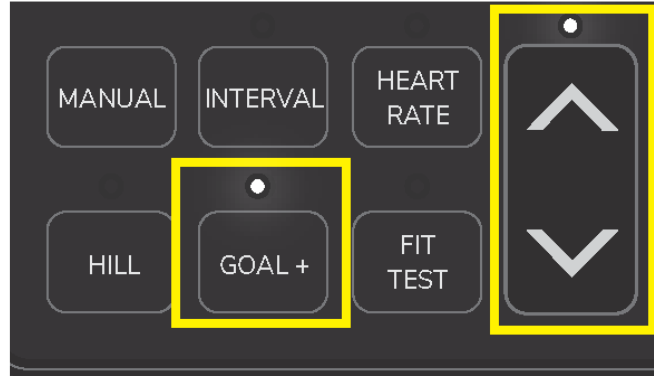 MANUAL
INTERVAL
HEART
RATE
HILL
GOAL +
FIT
TEST